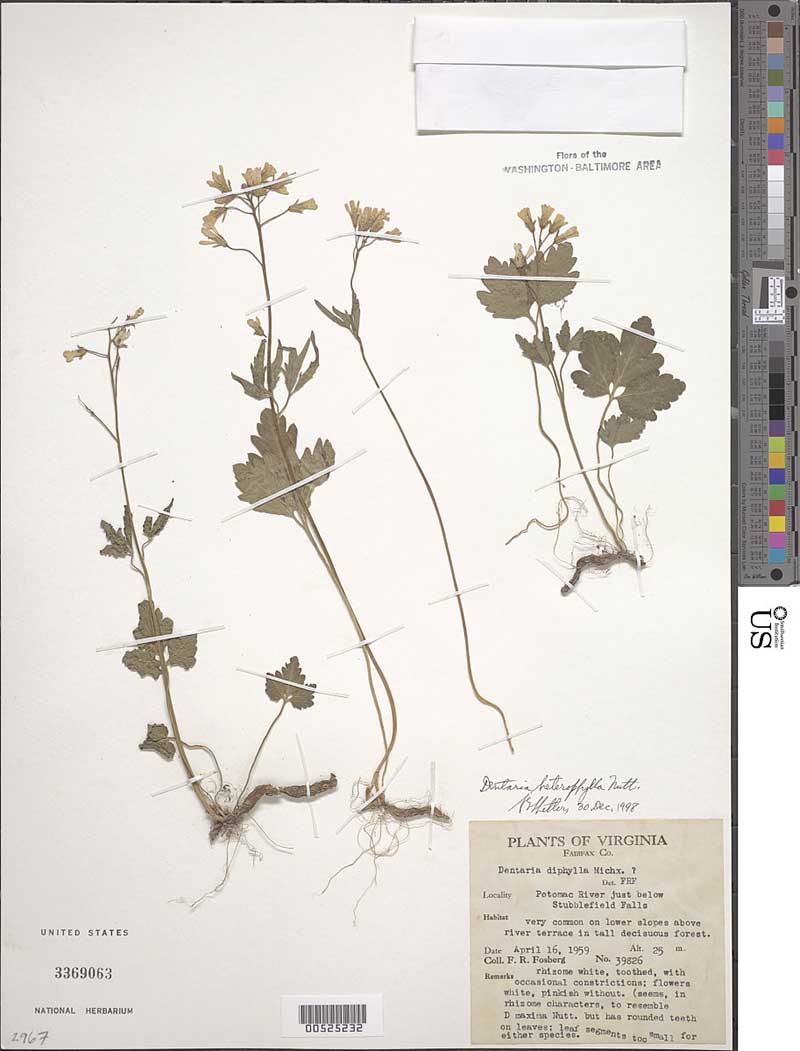 Flora of the
WASHINGTON - BALTIMORE AREA
Smithsonian
Institution
US
Dentaria heterophylla Nutt.
30 Dec. 1998
PLANTS OF VIRGINIA
FAIRFAX CO.
Dentaria diphylla Michx. ?
Det. FRF
Locality Potomac River just below
Stubblefield Falls
Habitat very common on lower slopes above
river terrace in tall decisuous forest.
Date April 16, 1959 Alt. 25 m.
Coll. F. R. Fosberg No. 39826
Remarks rhizome white, toothed, with
occasional constrictions; flowers
white, pinkish without. (seems, in
rhizome characters, to resemble
D maxima Nutt. but has rounded teeth
on leaves; leaf segments too small for
either species.
UNITED STATES
3369063
NATIONAL HERBARIUM
2967
00525232